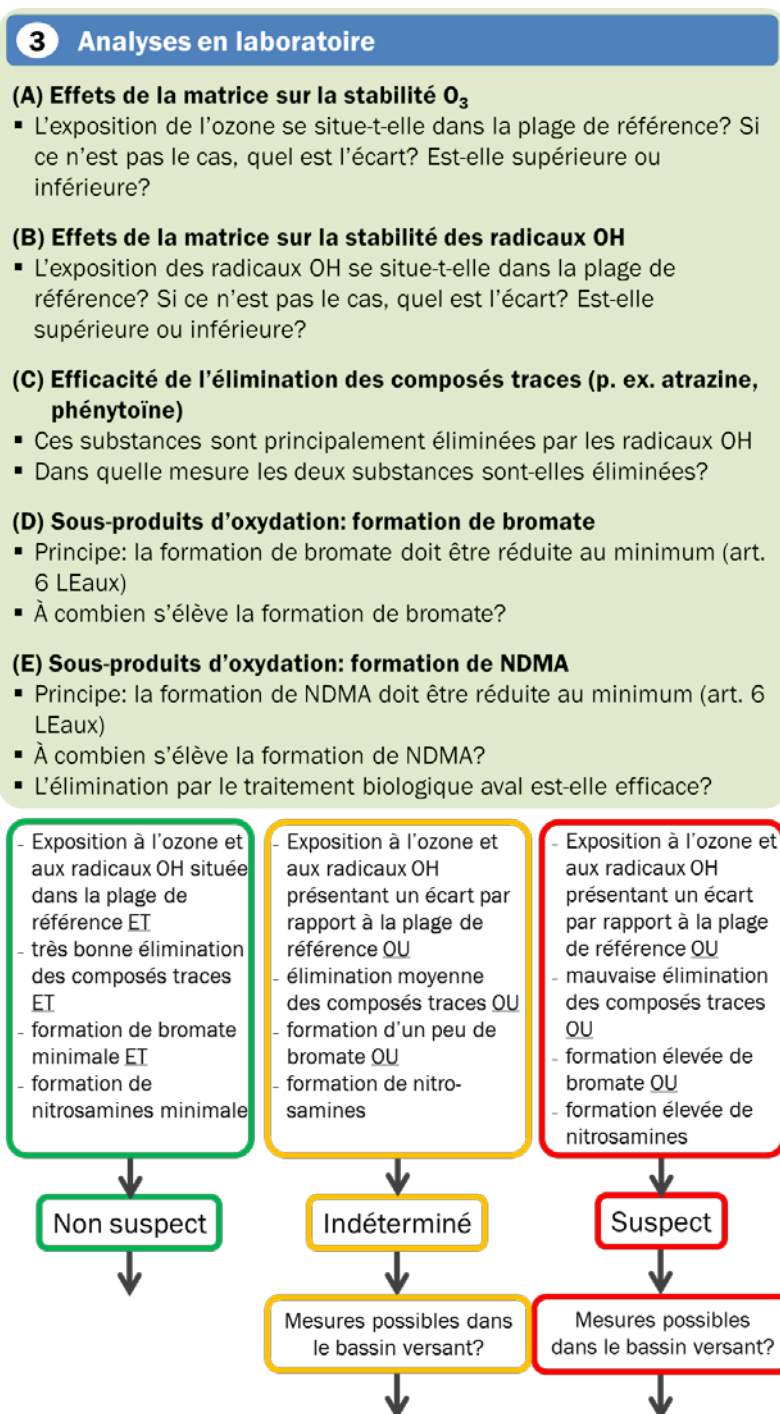 3 Analyses en laboratoire
(A) Effets de la matrice sur la stabilité O₃
▪ L'exposition de l'ozone se situe-t-elle dans la plage de référence? Si
ce n'est pas le cas, quel est l'écart? Est-elle supérieure ou
inférieure?
(B) Effets de la matrice sur la stabilité des radicaux OH
▪ L'exposition des radicaux OH se situe-t-elle dans la plage de
référence? Si ce n'est pas le cas, quel est l'écart? Est-elle
supérieure ou inférieure?
(C) Efficacité de l'élimination des composés traces (p. ex. atrazine,
phénytoïne)
▪ Ces substances sont principalement éliminées par les radicaux OH
▪ Dans quelle mesure les deux substances sont-elles éliminées?
(D) Sous-produits d'oxydation: formation de bromate
▪ Principe: la formation de bromate doit être réduite au minimum (art.
6 LEaux)
▪ À combien s'élève la formation de bromate?
(E) Sous-produits d'oxydation: formation de NDMA
▪ Principe: la formation de NDMA doit être réduite au minimum (art. 6
LEaux)
▪ À combien s'élève la formation de NDMA?
▪ L'élimination par le traitement biologique aval est-elle efficace?
- Exposition à l'ozone et
aux radicaux OH située
dans la plage de
référence ET
- très bonne élimination
des composés traces
ET
- formation de bromate
minimale ET
- formation de
nitrosamines minimale
Non suspect
- Exposition à l'ozone et
aux radicaux OH
présentant un écart par
rapport à la plage de
référence OU
- élimination moyenne
des composés traces OU
- formation d'un peu de
bromate OU
- formation de nitro-
samines
Indéterminé
Mesures possibles dans
le bassin versant?
- Exposition à l'ozone et
aux radicaux OH
présentant un écart
par rapport à la plage
de référence OU
- mauvaise élimination
des composés traces
OU
- formation élevée de
bromate OU
- formation élevée de
nitrosamines
Suspect
Mesures possibles
dans le bassin versant?